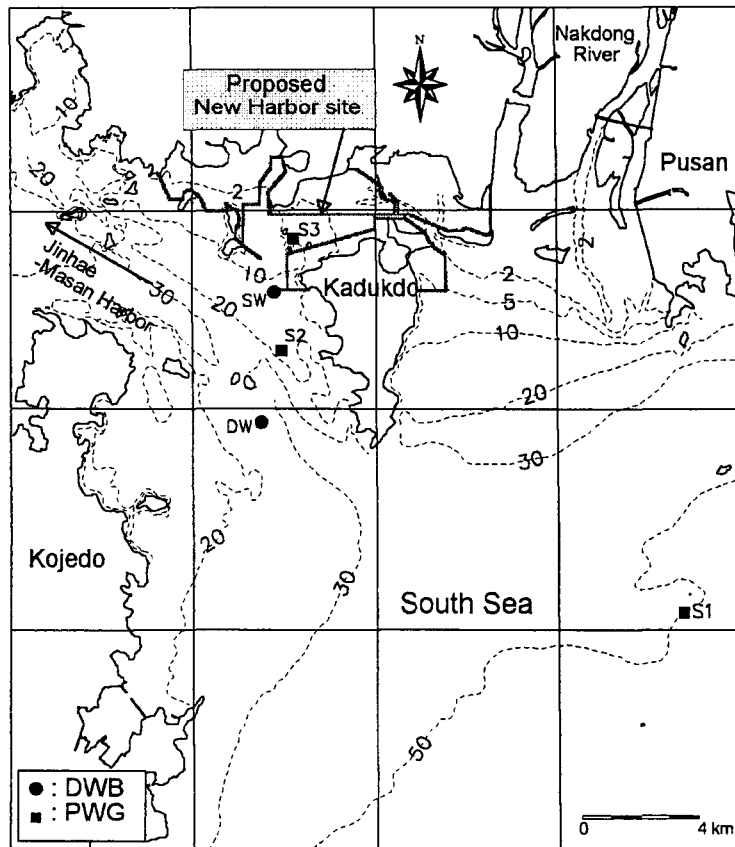 Nakdong
River
Proposed
New Harbor site
N
Pusan
10
20
2
S3
2
Jinhae
-Masan Harbor
30
10
20
SW
Kadukdo
2
5
10
S2
20
DW
30
20
Kojedo
30
South Sea
S1
50
● : DWB
■ : PWG
0 4 km